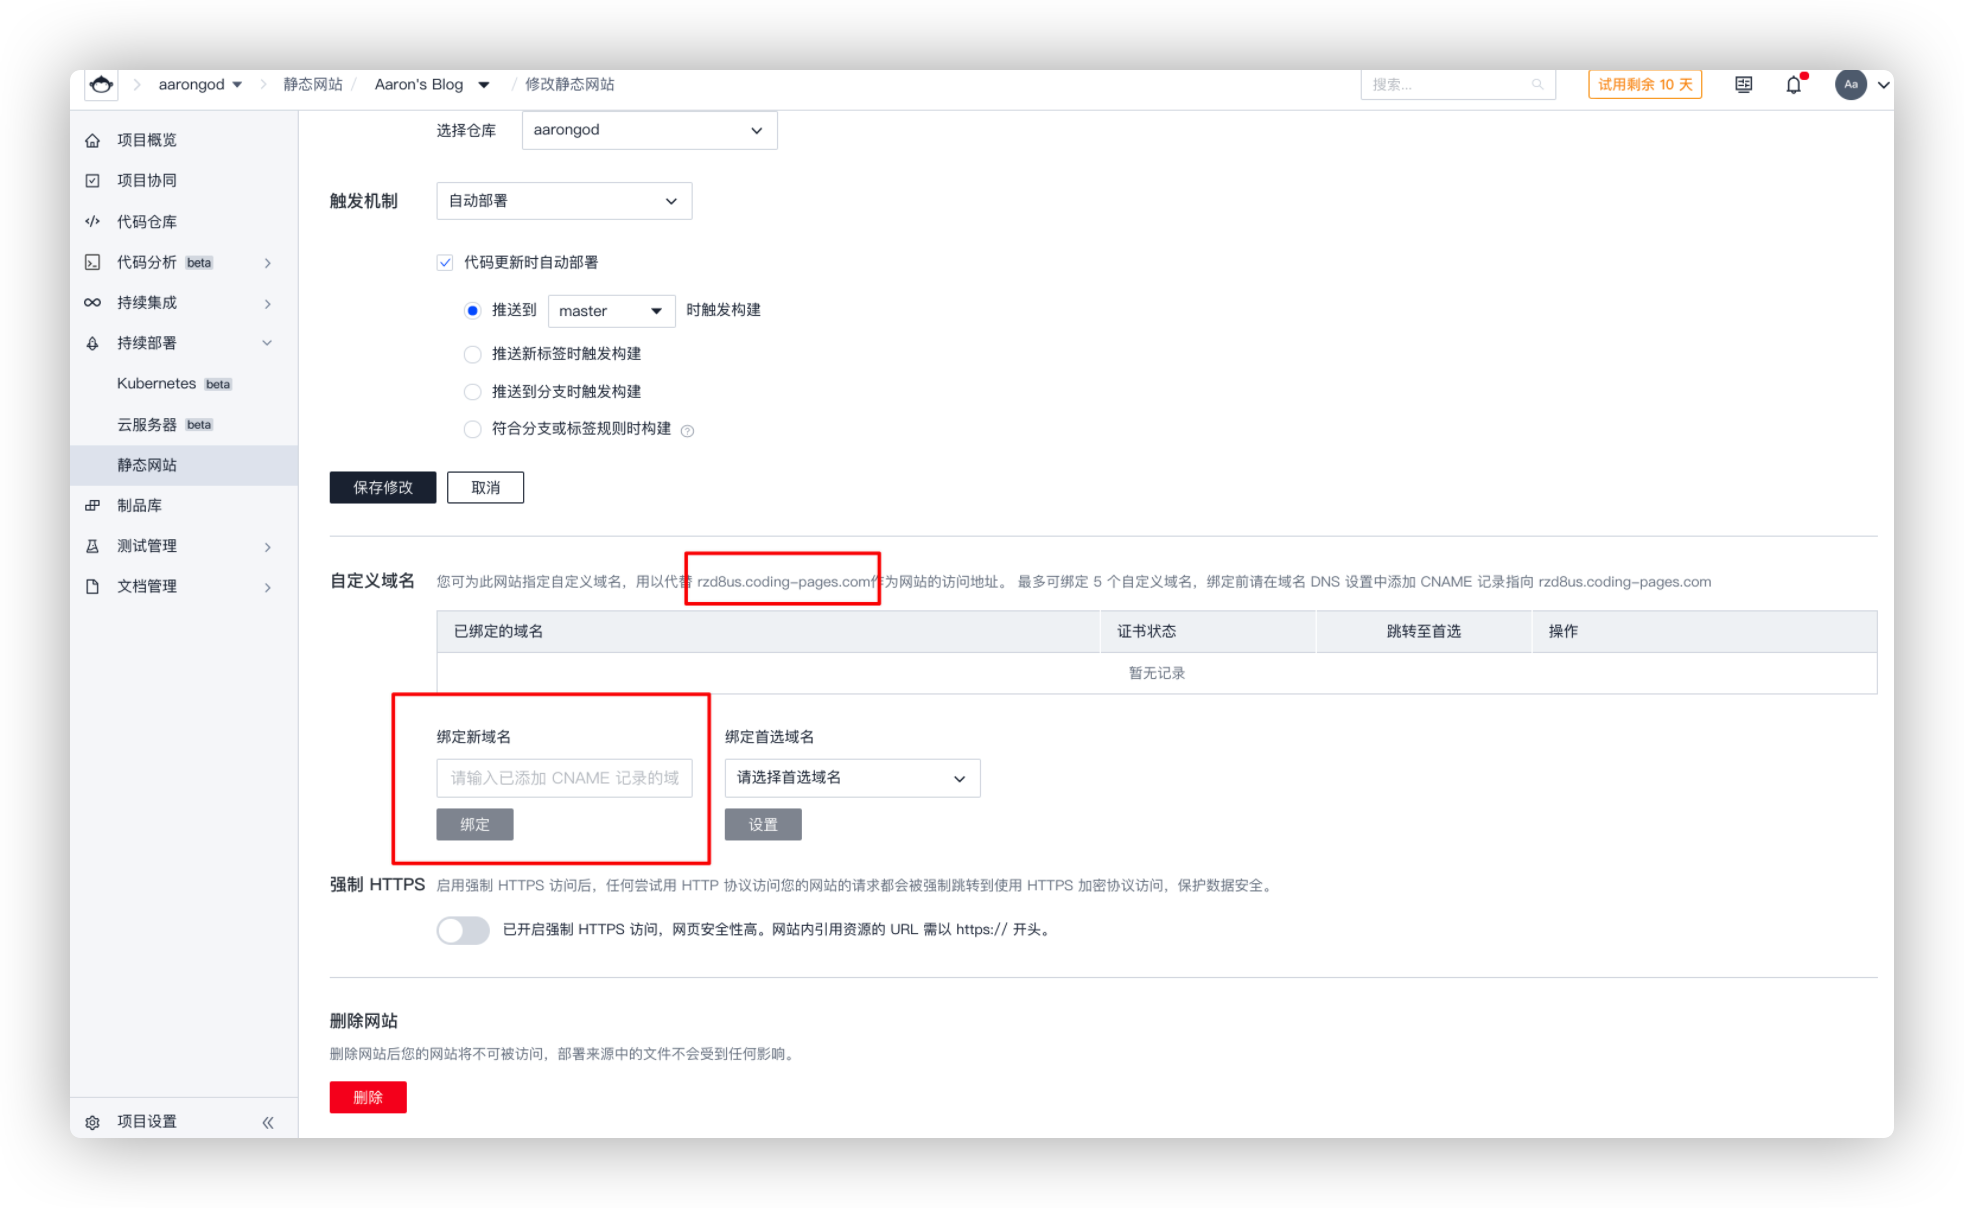 aarongod
静态网站 /
Aaron's Blog
/ 修改静态网站
搜索...
试用剩余 10 天
Aa
项目概览
项目协同
代码仓库
代码分析 beta
持续集成
持续部署
Kubernetes beta
云服务器 beta
静态网站
制品库
测试管理
文档管理
项目设置
选择仓库 aarongod
触发机制 自动部署
代码更新时自动部署
推送到 master 时触发构建
推送新标签时触发构建
推送到分支时触发构建
符合分支或标签规则时构建 ?
保存修改 取消
自定义域名 您可为此网站指定自定义域名，用以代替 rzd8us.coding-pages.com作为网站的访问地址。 最多可绑定 5 个自定义域名，绑定前请在域名 DNS 设置中添加 CNAME 记录指向 rzd8us.coding-pages.com
已绑定的域名 证书状态 跳转至首选 操作
暂无记录
绑定新域名 绑定首选域名
请输入已添加 CNAME 记录的域 请选择首选域名
绑定 设置
强制 HTTPS 启用强制 HTTPS 访问后，任何尝试用 HTTP 协议访问您的网站的请求都会被强制跳转到使用 HTTPS 加密协议访问，保护数据安全。
已开启强制 HTTPS 访问，网页安全性高。网站内引用资源的 URL 需以 https:// 开头。
删除网站
删除网站后您的网站将不可被访问，部署来源中的文件不会受到任何影响。
删除